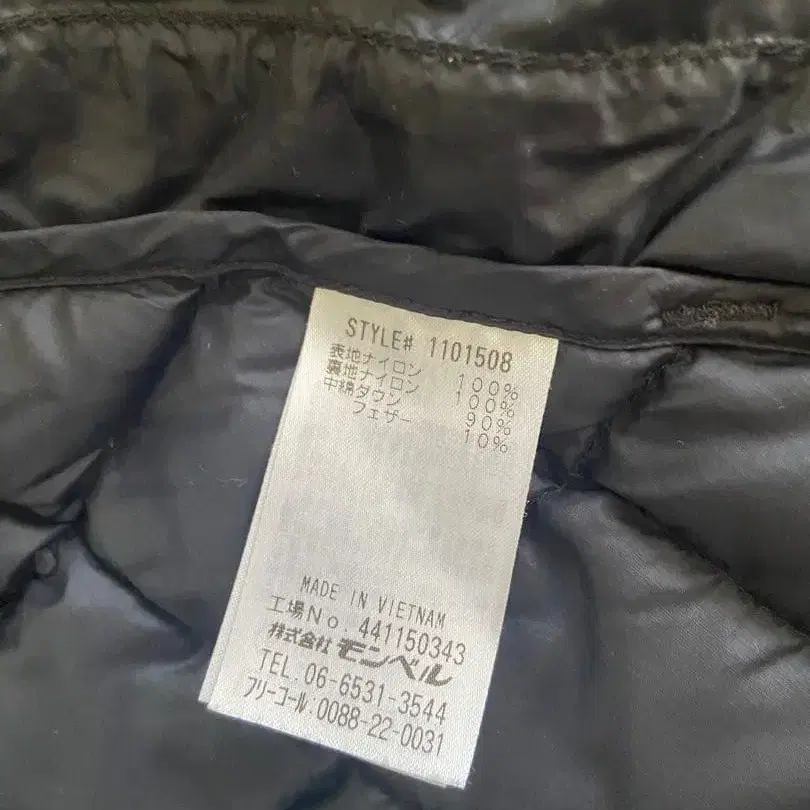 STYLE# 1101508
表地ナイロン 100%
裏地ナイロン 100%
中綿ダウン 90%
フェザー 10%
MADE IN VIETNAM
工場No. 441150343
株式会社 モンベル
TEL. 06-6531-3544
フリーコール: 0088-22-0031